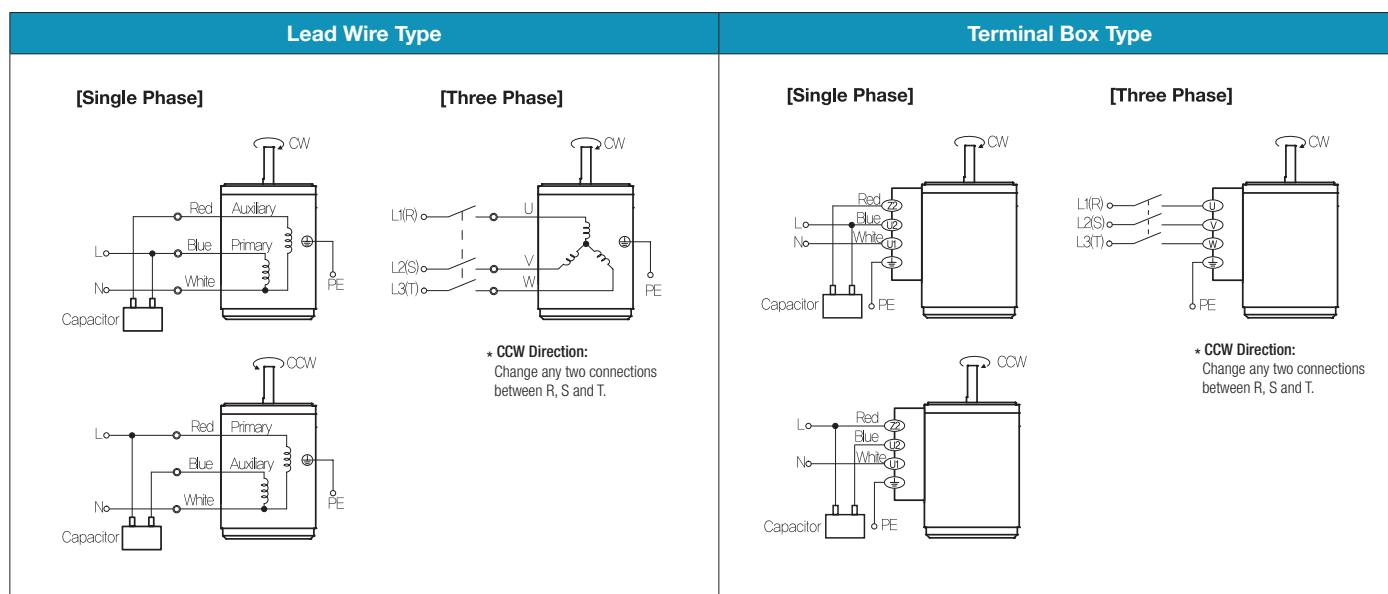 Lead Wire Type
Terminal Box Type
[Single Phase]
[Three Phase]
[Single Phase]
[Three Phase]
CW
Red Auxiliary
L Blue Primary
N White
PE
Capacitor
CW
L1(R) U
L2(S) V
L3(T) W
PE
* CCW Direction:
Change any two connections
between R, S and T.
CCW
L Red Primary
Blue Auxiliary
N White
PE
Capacitor
CW
Red Z2
L Blue U2
N White U1
Capacitor PE
CW
L1(R) U
L2(S) V
L3(T) W
PE
* CCW Direction:
Change any two connections
between R, S and T.
CCW
L Red Z2
Blue U2
N White U1
Capacitor PE